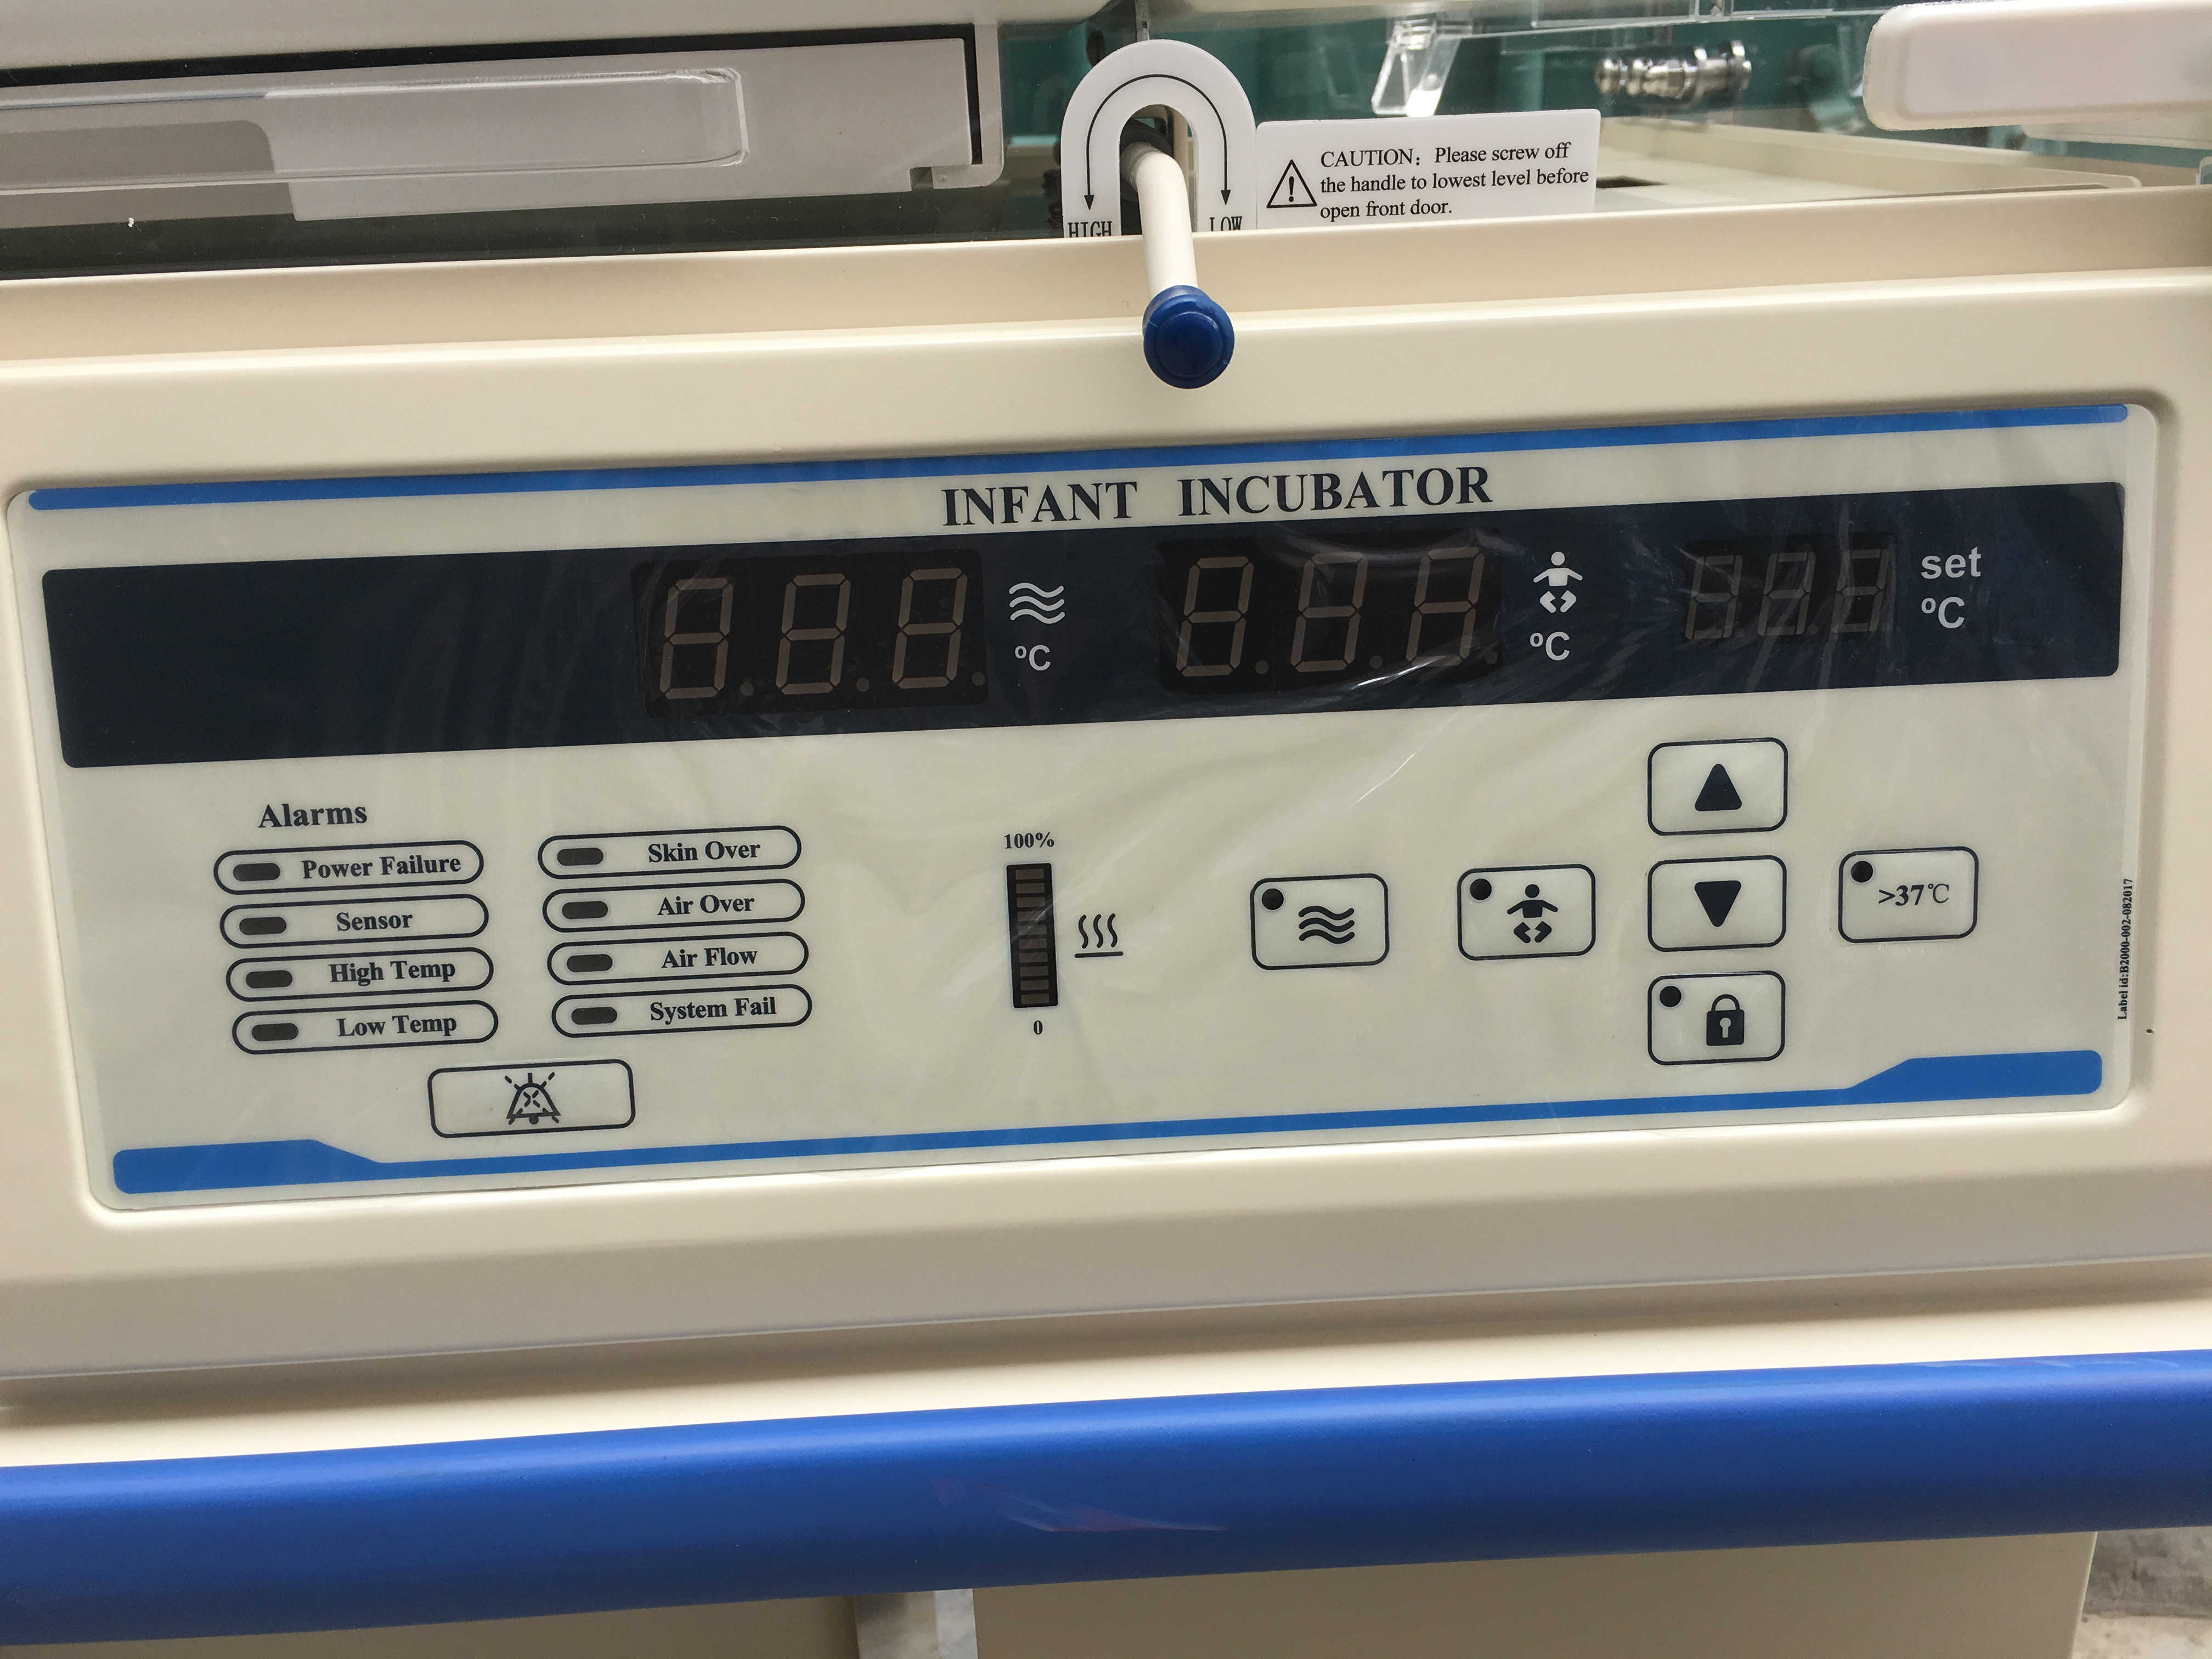 HIGH
LOW
CAUTION: Please screw off
the handle to lowest level before
open front door.
INFANT INCUBATOR
°C
°C
set
°C
Alarms
Power Failure
Sensor
High Temp
Low Temp
Skin Over
Air Over
Air Flow
System Fail
100%
0
>37°C
Label id:B2000-002-082017